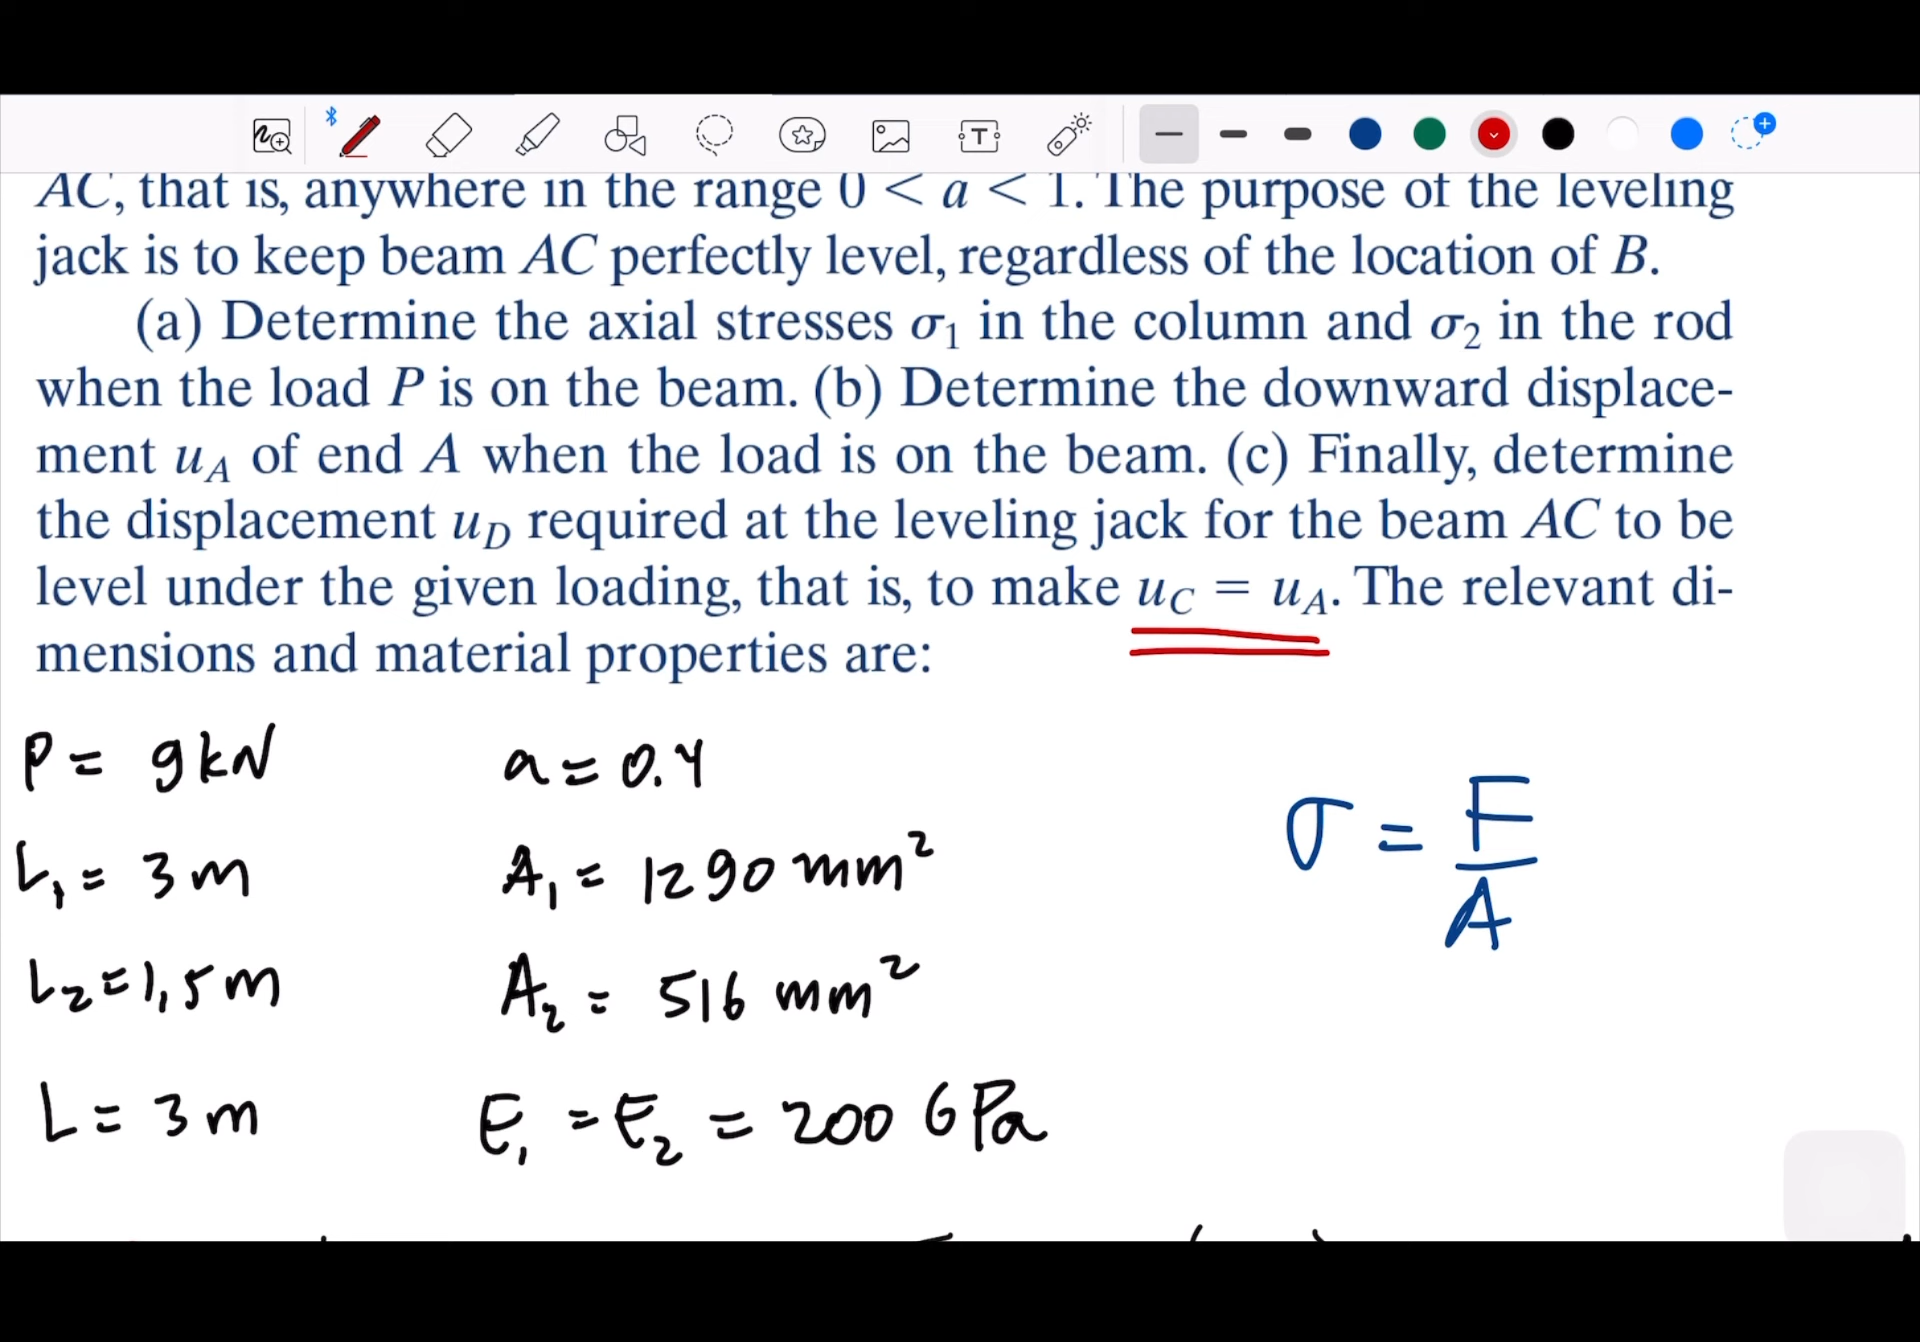 AC, that is, anywhere in the range 0 < a < 1. The purpose of the leveling
jack is to keep beam AC perfectly level, regardless of the location of B.
(a) Determine the axial stresses σ₁ in the column and σ₂ in the rod
when the load P is on the beam. (b) Determine the downward displace-
ment u_A of end A when the load is on the beam. (c) Finally, determine
the displacement u_D required at the leveling jack for the beam AC to be
level under the given loading, that is, to make u_C = u_A. The relevant di-
mensions and material properties are:
P = 9 kN
a = 0.4
L₁ = 3 m
A₁ = 1290 mm²
L₂ = 1,5 m
A₂ = 516 mm²
L = 3 m
E₁ = E₂ = 200 GPa
σ = F/A